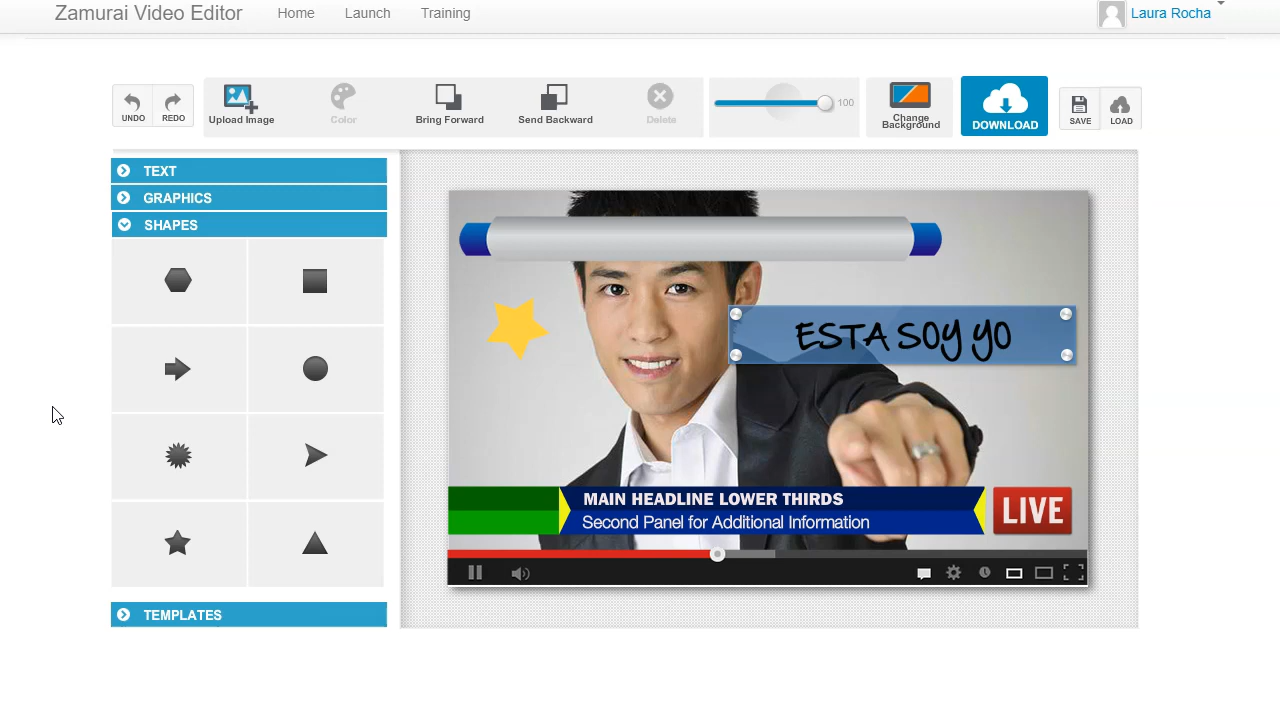 Zamurai Video Editor Home Launch Training Laura Rocha
UNDO REDO Upload Image Color Bring Forward Send Backward Delete 100 Change Background DOWNLOAD SAVE LOAD
TEXT
GRAPHICS
SHAPES
ESTA SOY YO
MAIN HEADLINE LOWER THIRDS
Second Panel for Additional Information
LIVE
TEMPLATES